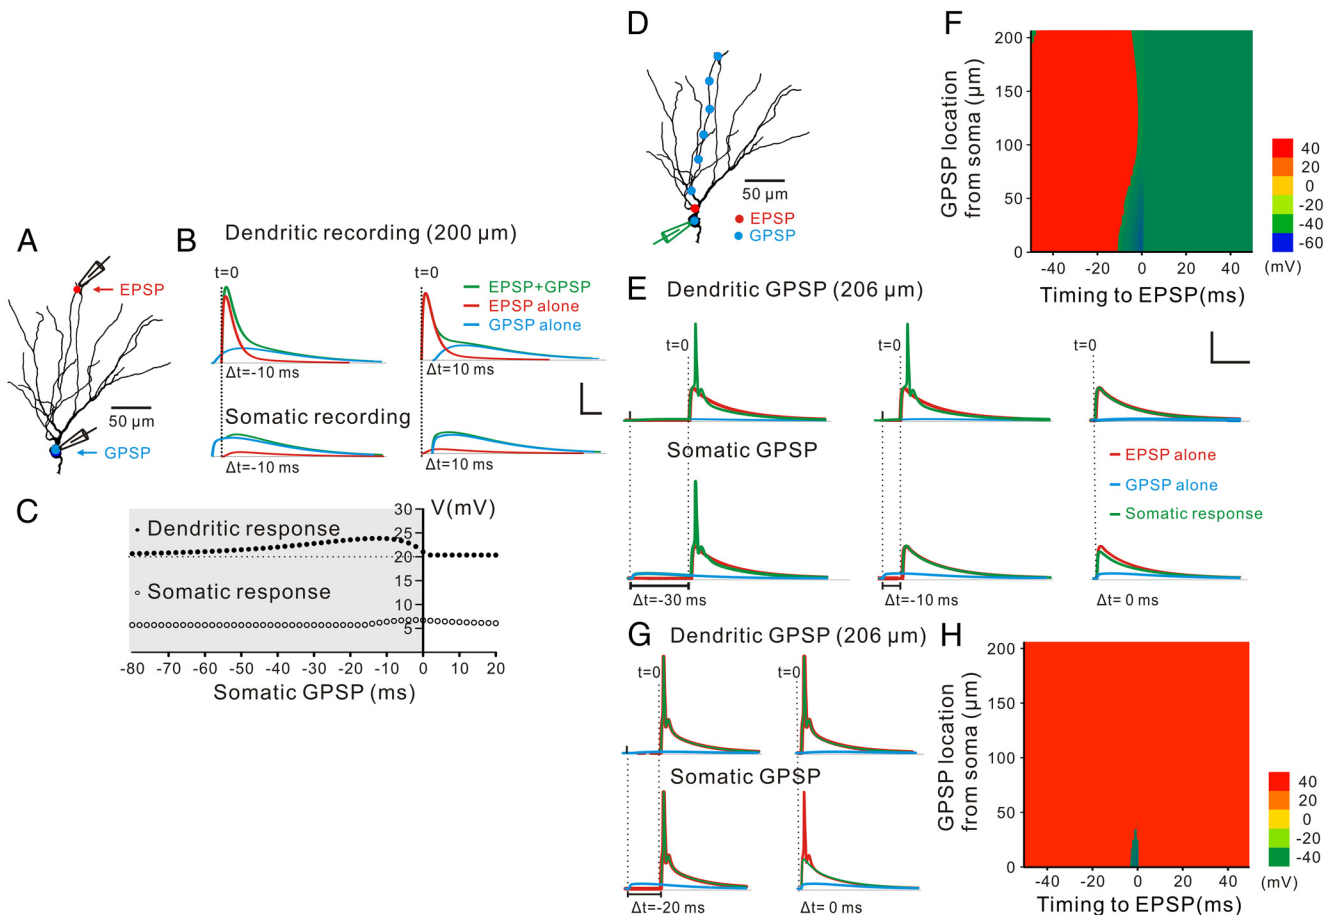 A
EPSP
50 µm
GPSP
B
Dendritic recording (200 µm)
t=0
t=0
EPSP+GPSP
EPSP alone
GPSP alone
Δt=-10 ms
Δt=10 ms
Somatic recording
Δt=-10 ms
Δt=10 ms
C
V(mV)
Dendritic response
Somatic response
30
25
20
15
10
5
-80 -70 -60 -50 -40 -30 -20 -10 0 10 20
Somatic GPSP (ms)
D
50 µm
EPSP
GPSP
E
Dendritic GPSP (206 µm)
t=0
t=0
t=0
Somatic GPSP
EPSP alone
GPSP alone
Somatic response
Δt=-30 ms
Δt=-10 ms
Δt= 0 ms
F
GPSP location
from soma (µm)
200
150
100
50
0
-40 -20 0 20 40
Timing to EPSP(ms)
40
20
0
-20
-40
-60
(mV)
G
Dendritic GPSP (206 µm)
t=0
t=0
Somatic GPSP
Δt=-20 ms
Δt= 0 ms
H
GPSP location
from soma (µm)
200
150
100
50
0
-40 -20 0 20 40
Timing to EPSP(ms)
40
20
0
-20
-40
(mV)